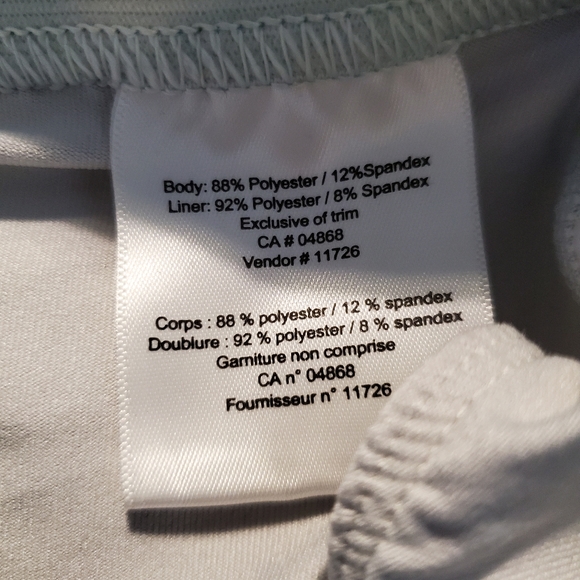 Body: 88% Polyester / 12%Spandex
Liner: 92% Polyester / 8% Spandex
Exclusive of trim
CA # 04868
Vendor # 11726
Corps : 88 % polyester / 12 % spandex
Doublure : 92 % polyester / 8 % spandex
Garniture non comprise
CA n° 04868
Fournisseur n° 11726